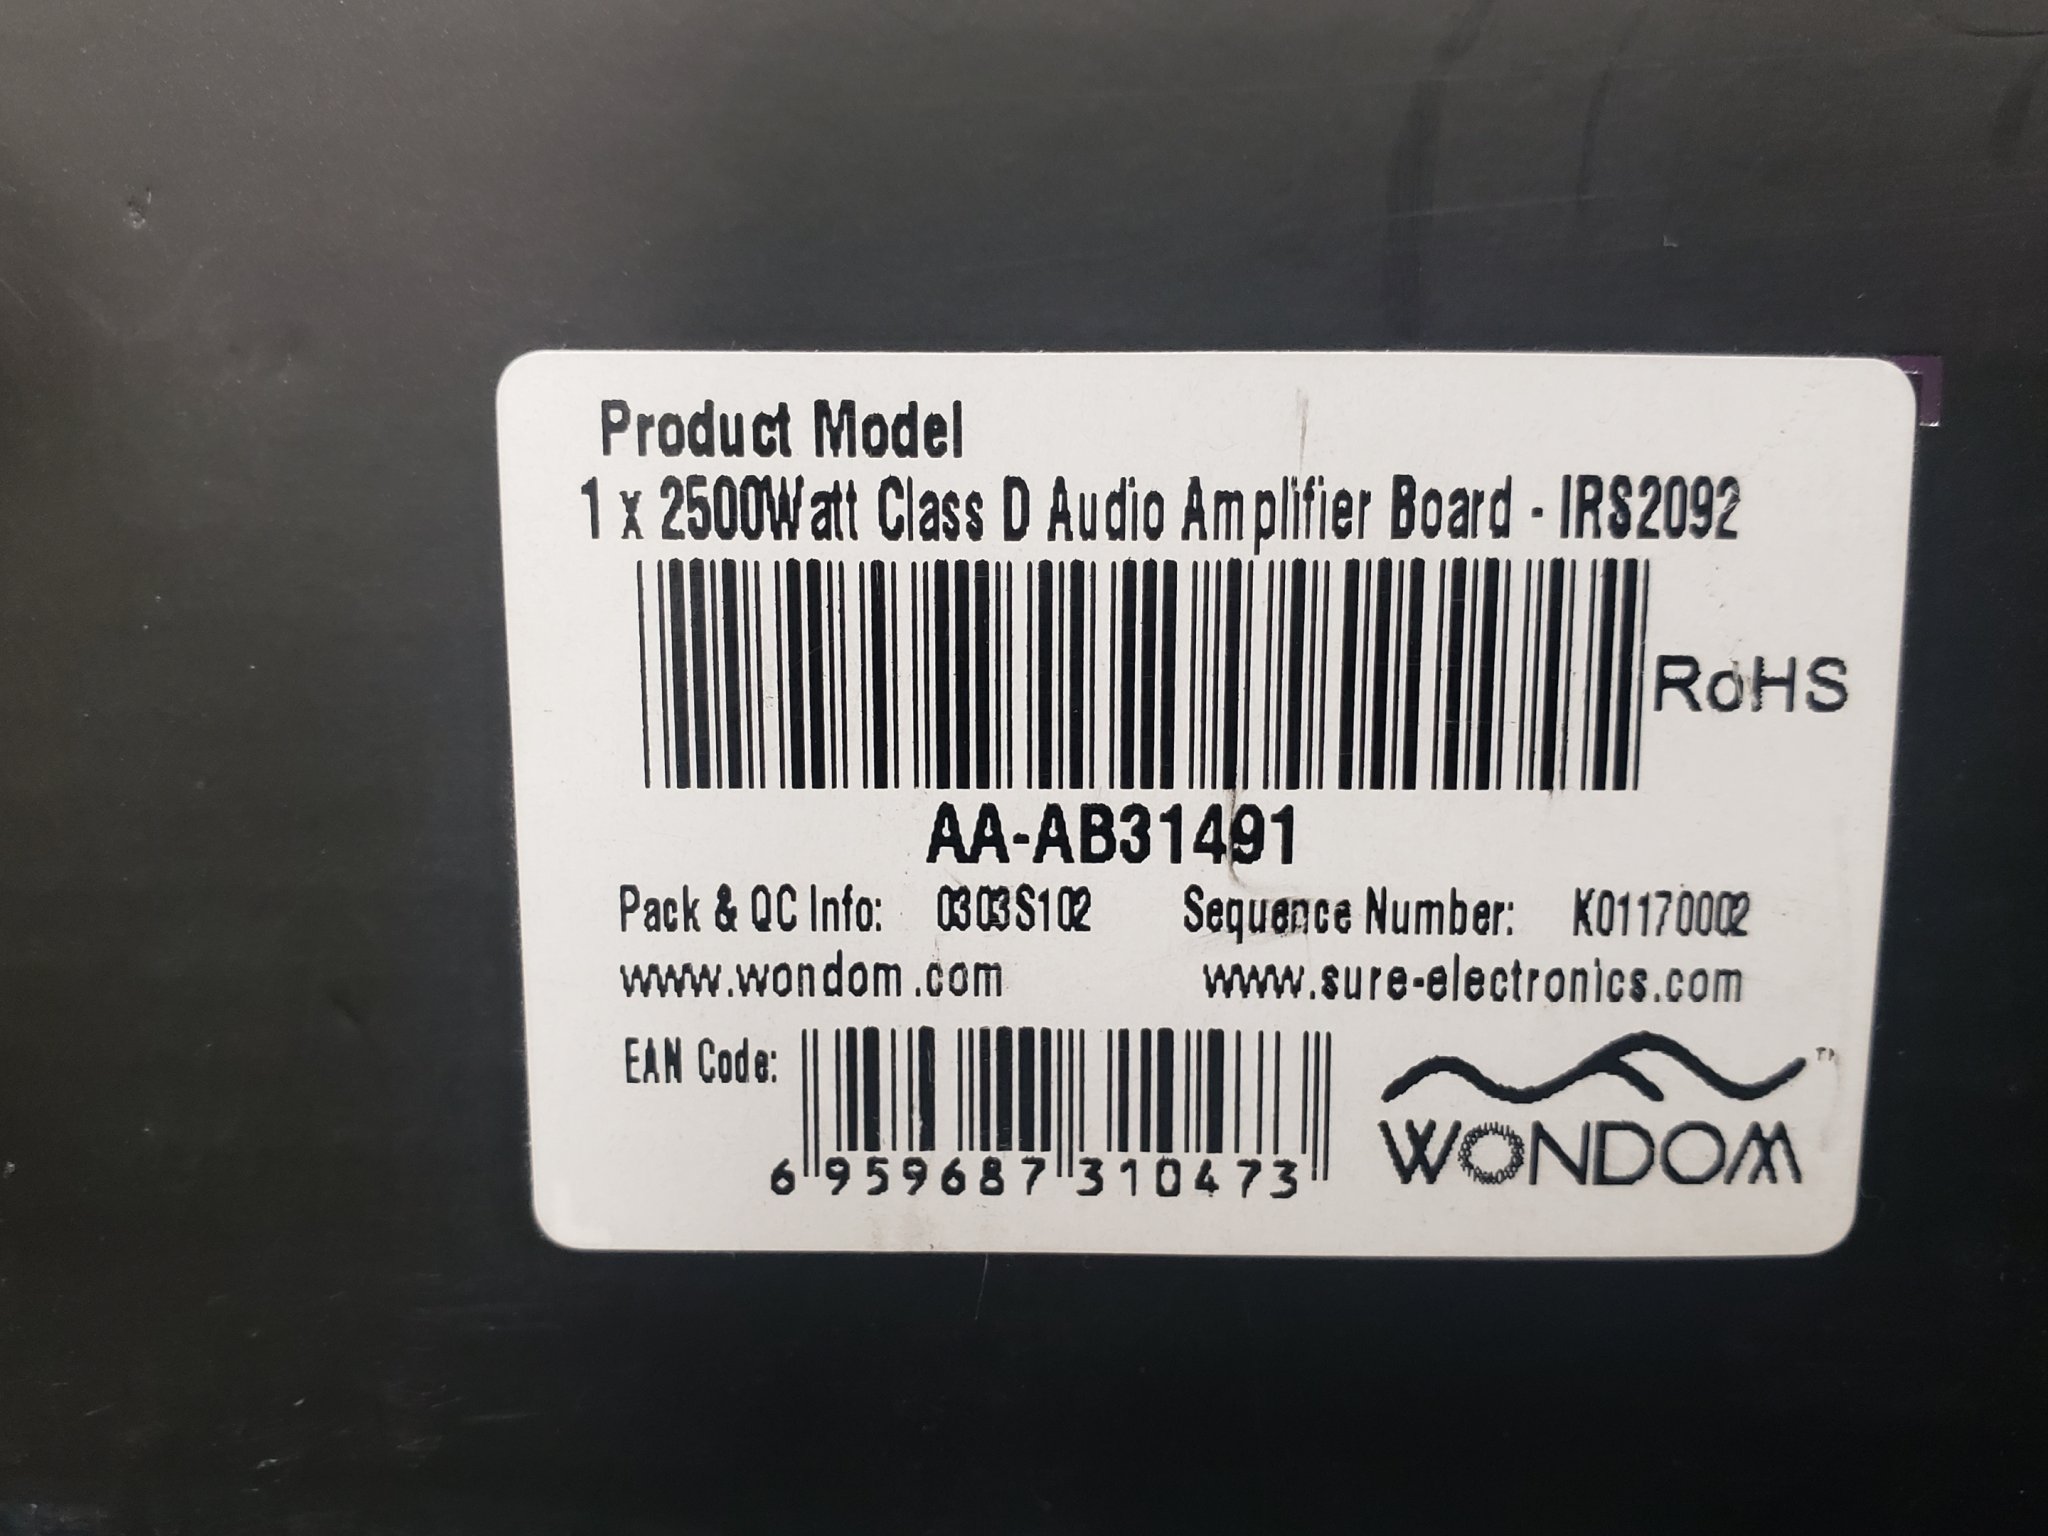 Product Model
1 x 2500Watt Class D Audio Amplifier Board - IRS2092
RoHS
AA-AB31491
Pack & QC Info: 0303S102 Sequence Number: K01170002
www.wondom.com www.sure-electronics.com
EAN Code:
6 959687 310473
WONDOM
TM